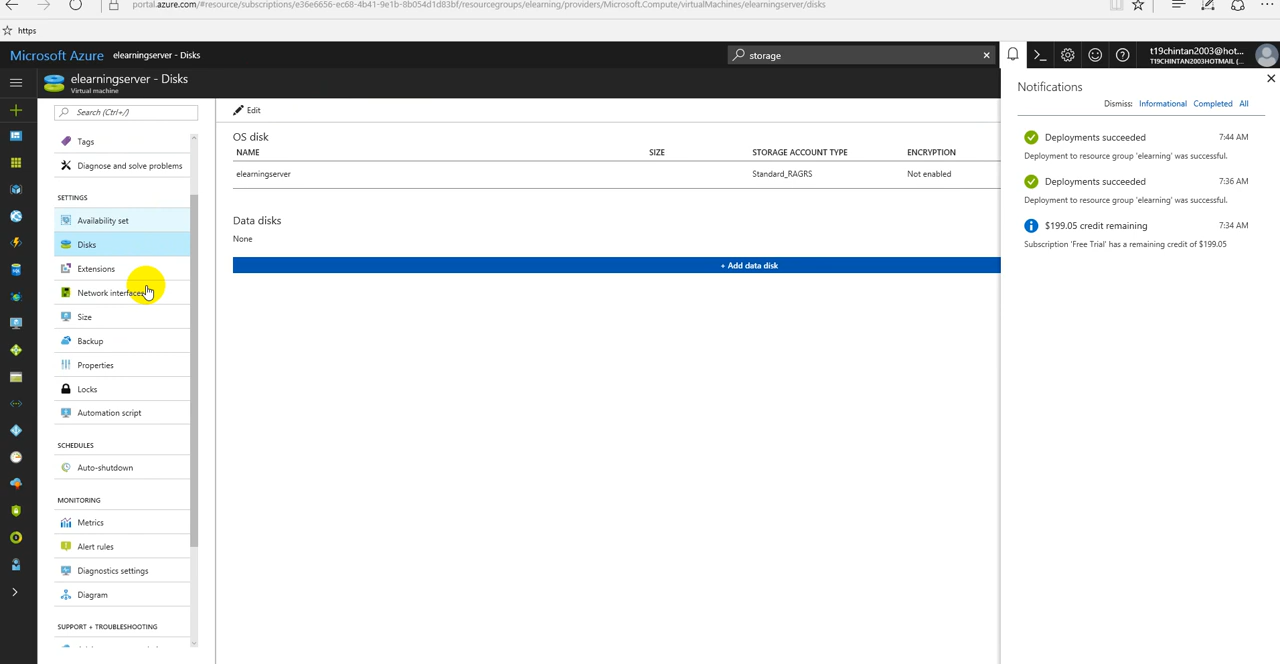 portal.azure.com/#resource/subscriptions/e36e6656-ec68-4b41-9e1b-8b054d1d83bf/resourcegroups/elearning/providers/Microsoft.Compute/virtualMachines/elearningserver/disks
https
Microsoft Azure elearningserver - Disks
storage
t19chintan2003@hot...
T19CHINTAN2003HOTMAIL (...
elearningserver - Disks
Virtual machine
Search (Ctrl+/)
Tags
Diagnose and solve problems
SETTINGS
Availability set
Disks
Extensions
Network interfaces
Size
Backup
Properties
Locks
Automation script
SCHEDULES
Auto-shutdown
MONITORING
Metrics
Alert rules
Diagnostics settings
Diagram
SUPPORT + TROUBLESHOOTING
Edit
OS disk
NAME SIZE STORAGE ACCOUNT TYPE ENCRYPTION
elearningserver Standard_RAGRS Not enabled
Data disks
None
+ Add data disk
Notifications
Dismiss: Informational Completed All
Deployments succeeded 7:44 AM
Deployment to resource group 'elearning' was successful.
Deployments succeeded 7:36 AM
Deployment to resource group 'elearning' was successful.
$199.05 credit remaining 7:34 AM
Subscription 'Free Trial' has a remaining credit of $199.05